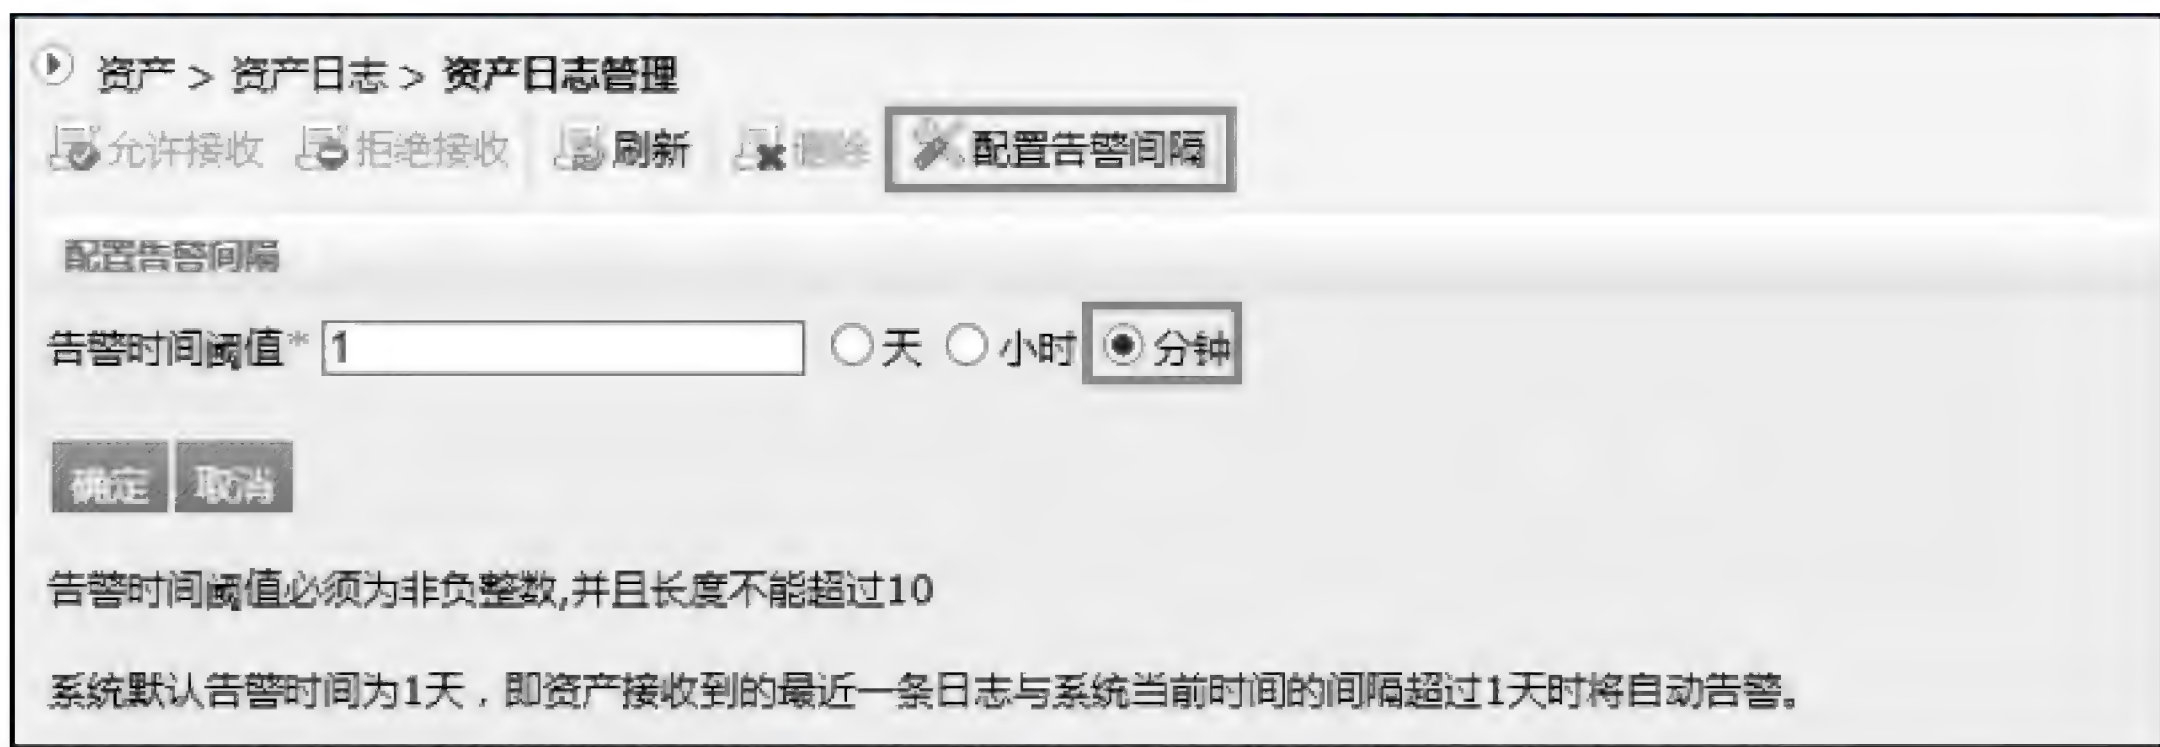 资产 > 资产日志 > 资产日志管理
允许接收 拒绝接收 刷新 删除 配置告警间隔
配置告警间隔
告警时间阈值* 1 天 小时 分钟
确定 取消
告警时间阈值必须为非负整数,并且长度不能超过10
系统默认告警时间为1天，即资产接收到的最近一条日志与系统当前时间的间隔超过1天时将自动告警。